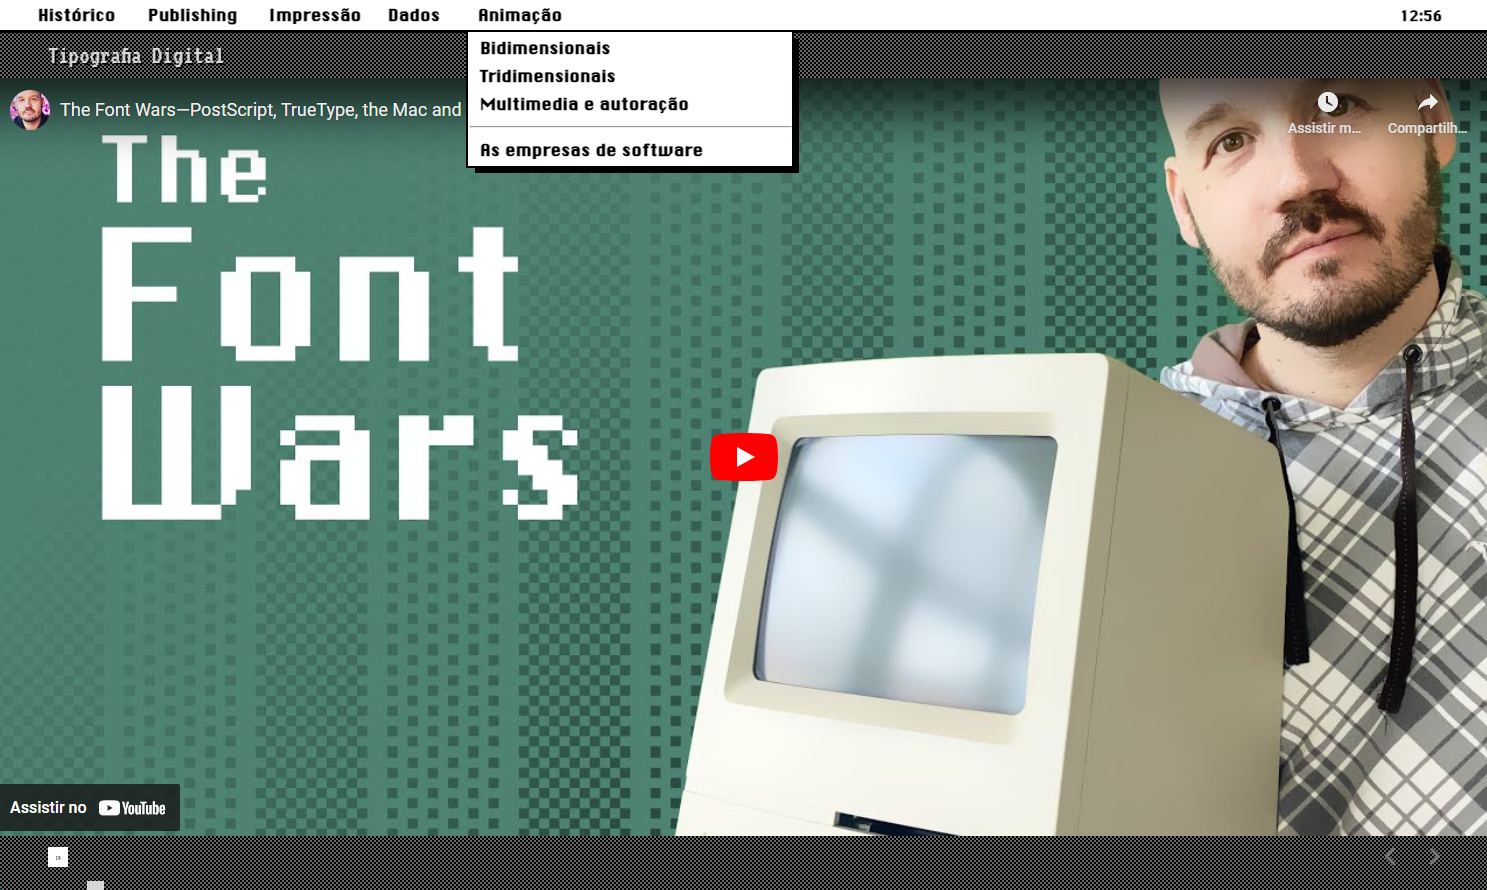 Histórico Publishing Impressão Dados Animação 12:56
Tipografia Digital
Bidimensionais
Tridimensionais
Multimedia e autoração
As empresas de software
The Font Wars—PostScript, TrueType, the Mac and
Assistir m...
Compartilh...
The
Font
Wars
Assistir no YouTube